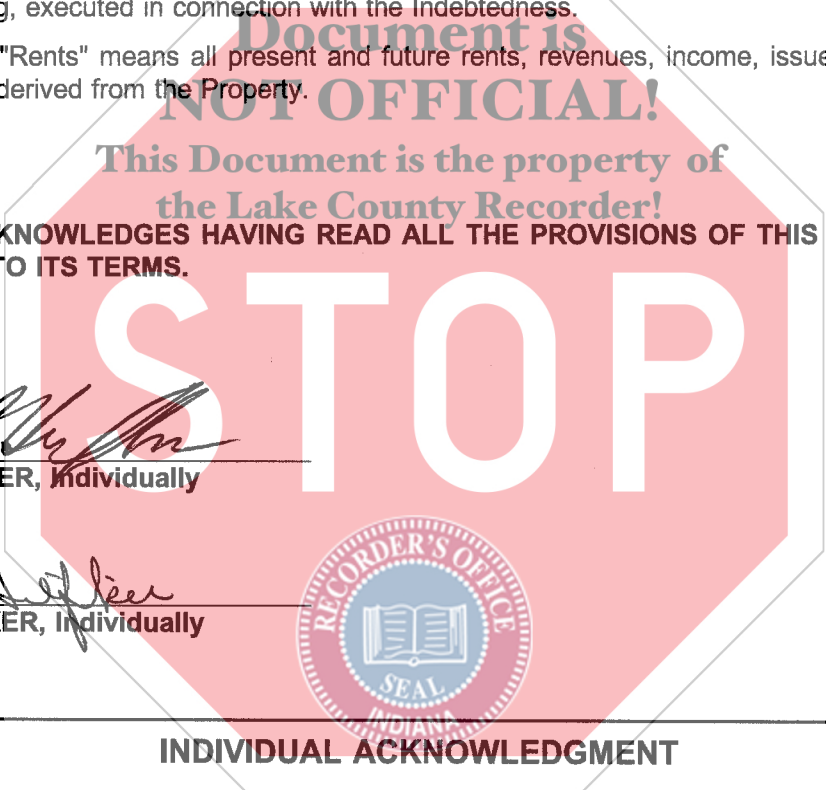 g, executed in connection with the Indebtedness.
Document is
"Rents" means all present and future rents, revenues, income, issue
derived from the Property.
NOT OFFICIAL!
This Document is the property of
the Lake County Recorder!
KNOWLEDGES HAVING READ ALL THE PROVISIONS OF THIS
TO ITS TERMS.
STOP
ER, Individually
ER, Individually
RECORDER'S OFFICE
SEAL
INDIANA
INDIVIDUAL ACKNOWLEDGMENT